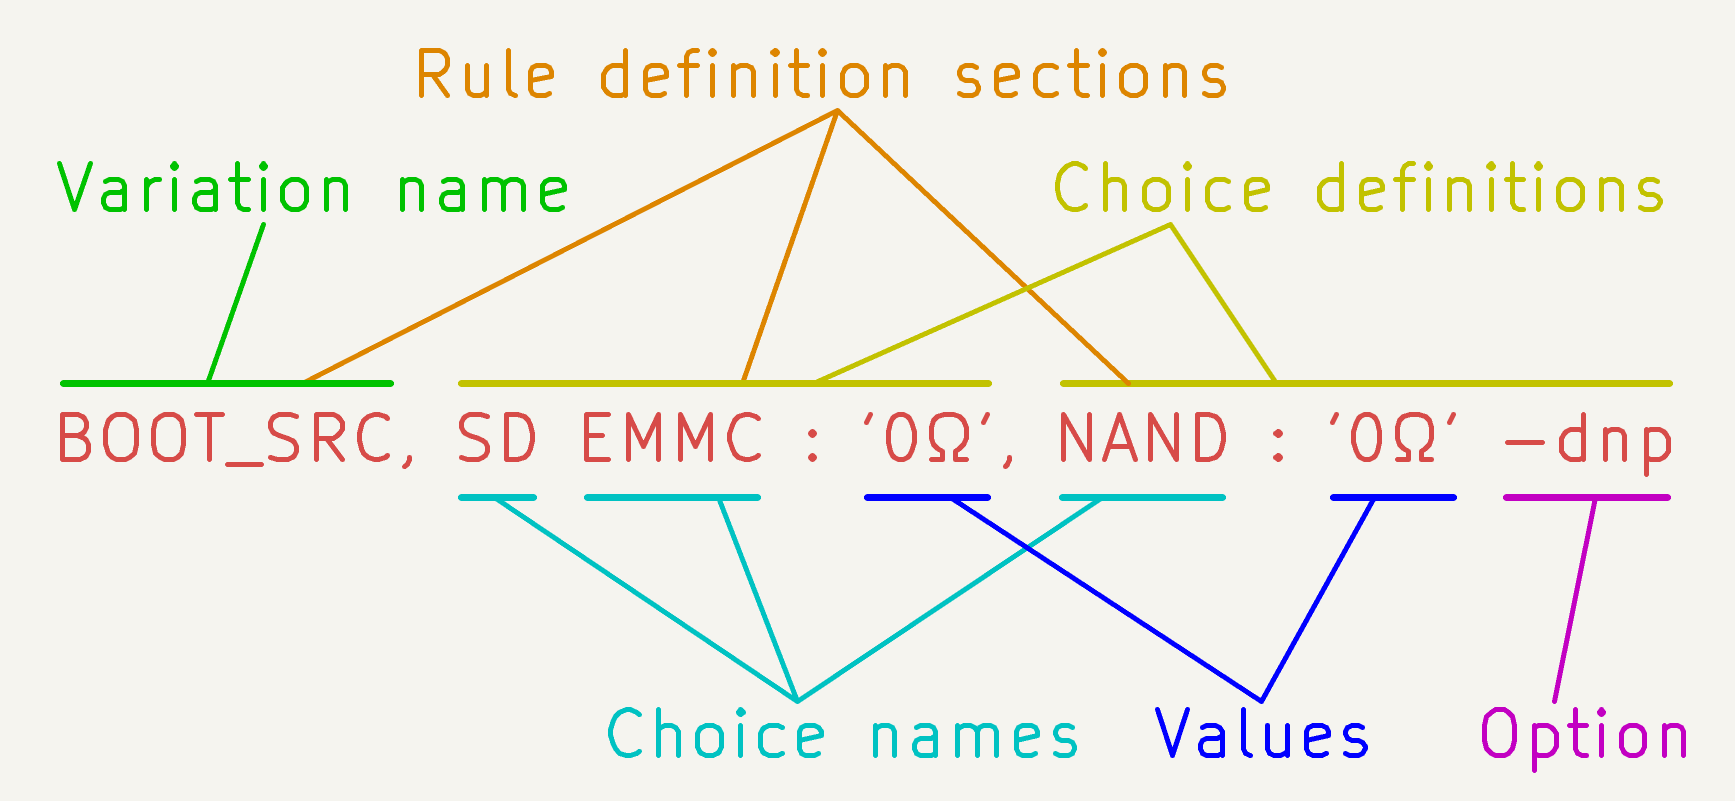 Rule definition sections
Variation name
Choice definitions
BOOT_SRC, SD EMMC : '0Ω', NAND : '0Ω' -dnp
Choice names
Values
Option